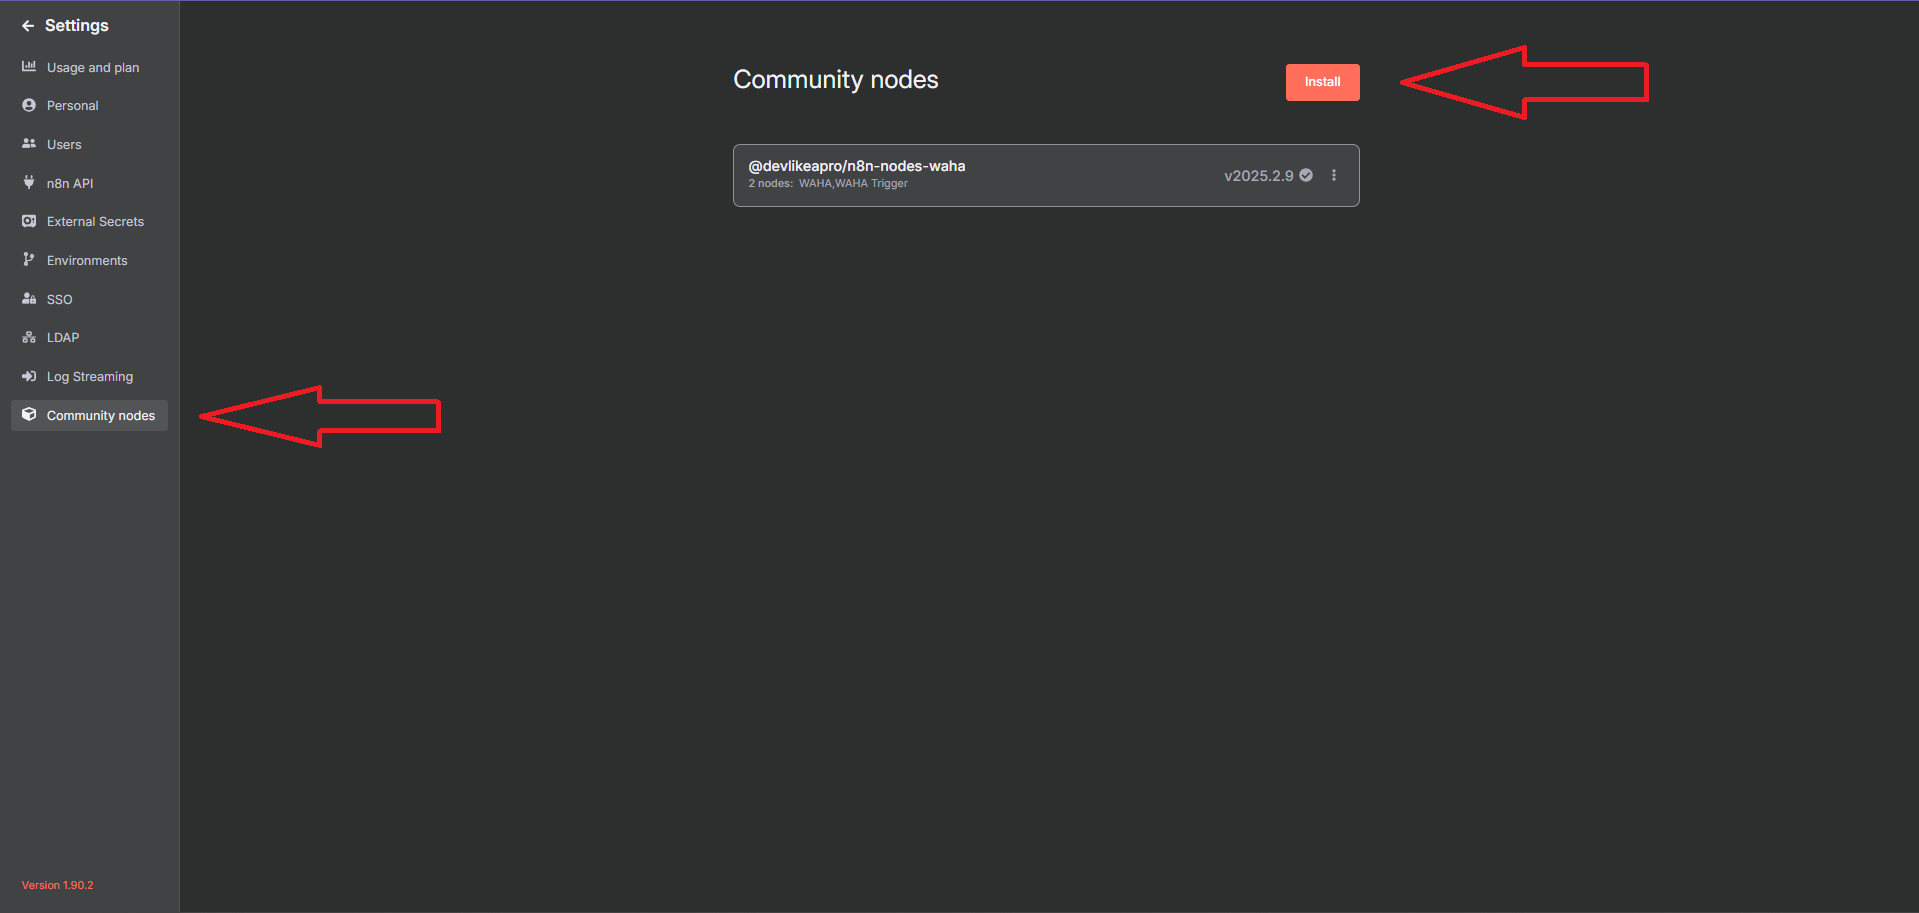 Settings
Usage and plan
Personal
Users
n8n API
External Secrets
Environments
SSO
LDAP
Log Streaming
Community nodes
Version 1.90.2
Community nodes
Install
@devlikeapro/n8n-nodes-waha
2 nodes: WAHA,WAHA Trigger
v2025.2.9